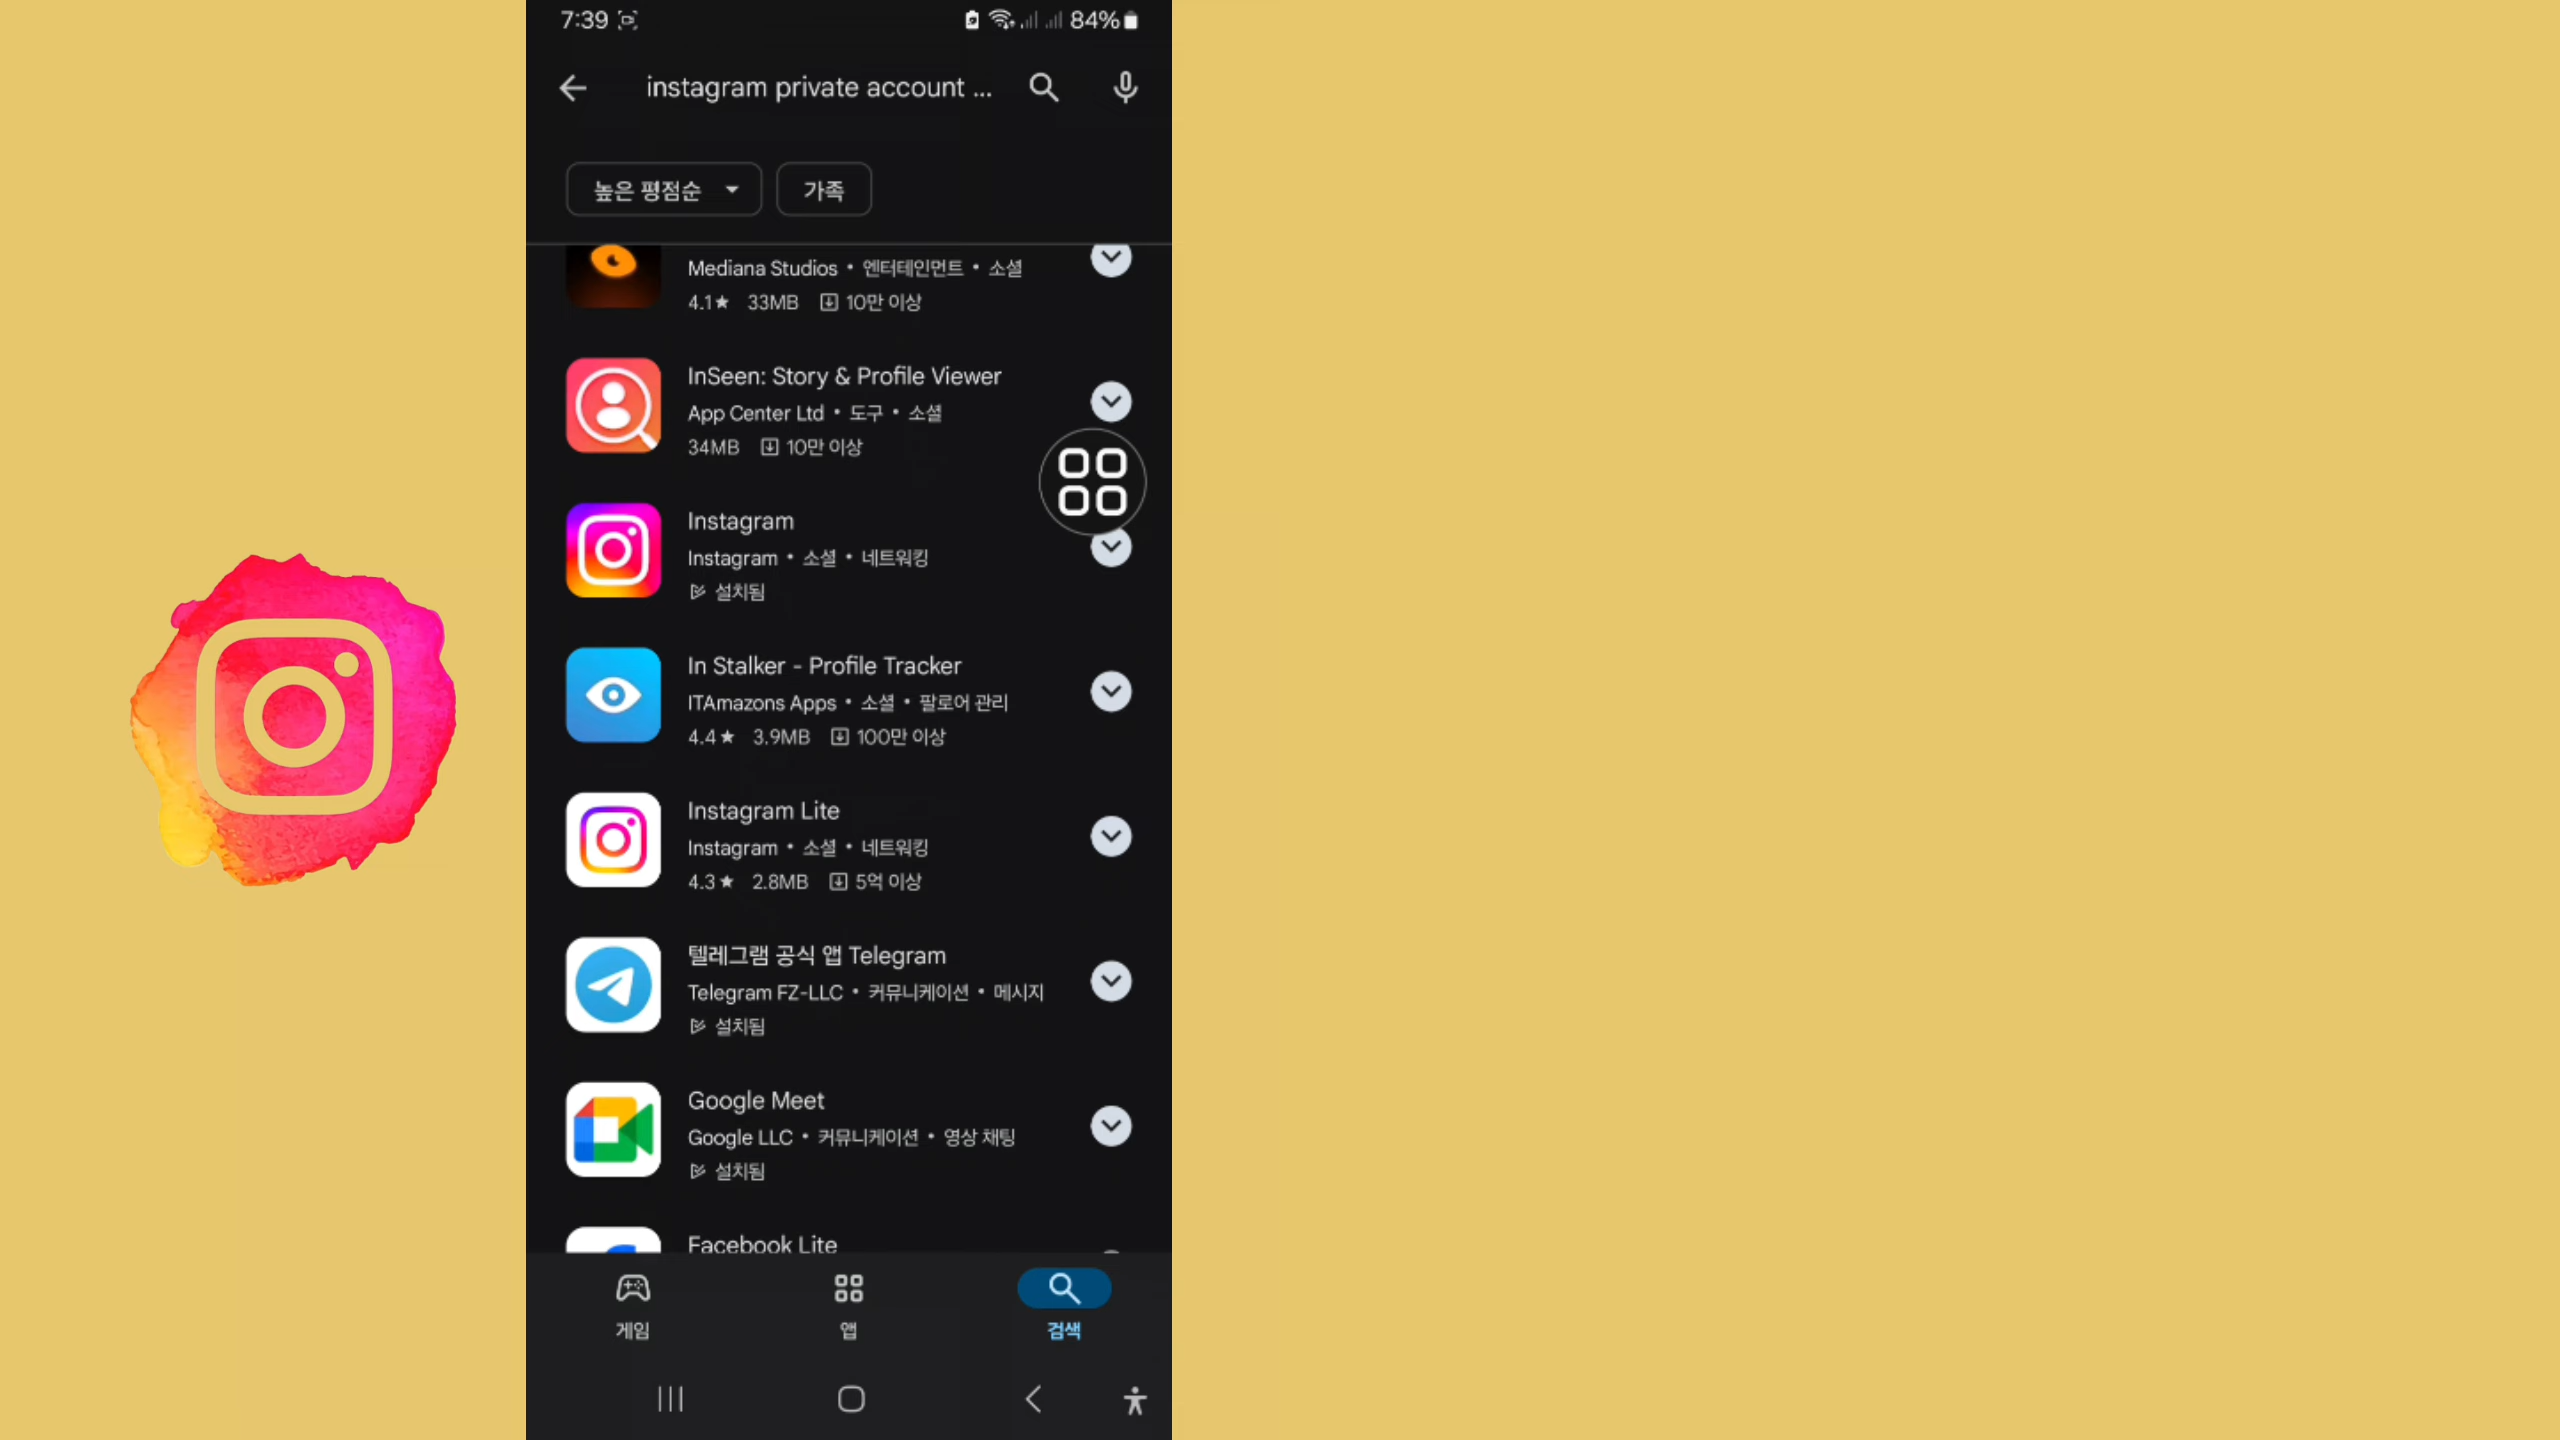 7:39
84%
instagram private account ...
높은 평점순
가족
Mediana Studios • 엔터테인먼트 • 소셜
4.1★ 33MB 10만 이상
InSeen: Story & Profile Viewer
App Center Ltd • 도구 • 소셜
34MB 10만 이상
Instagram
Instagram • 소셜 • 네트워킹
설치됨
In Stalker - Profile Tracker
ITAmazons Apps • 소셜 • 팔로어 관리
4.4★ 3.9MB 100만 이상
Instagram Lite
Instagram • 소셜 • 네트워킹
4.3★ 2.8MB 5억 이상
텔레그램 공식 앱 Telegram
Telegram FZ-LLC • 커뮤니케이션 • 메시지
설치됨
Google Meet
Google LLC • 커뮤니케이션 • 영상 채팅
설치됨
Facebook Lite
게임
앱
검색